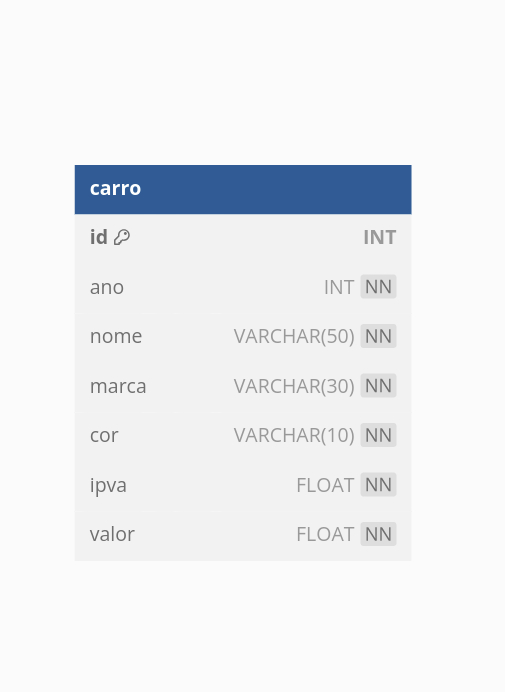 carro
id INT
ano INT NN
nome VARCHAR(50) NN
marca VARCHAR(30) NN
cor VARCHAR(10) NN
ipva FLOAT NN
valor FLOAT NN